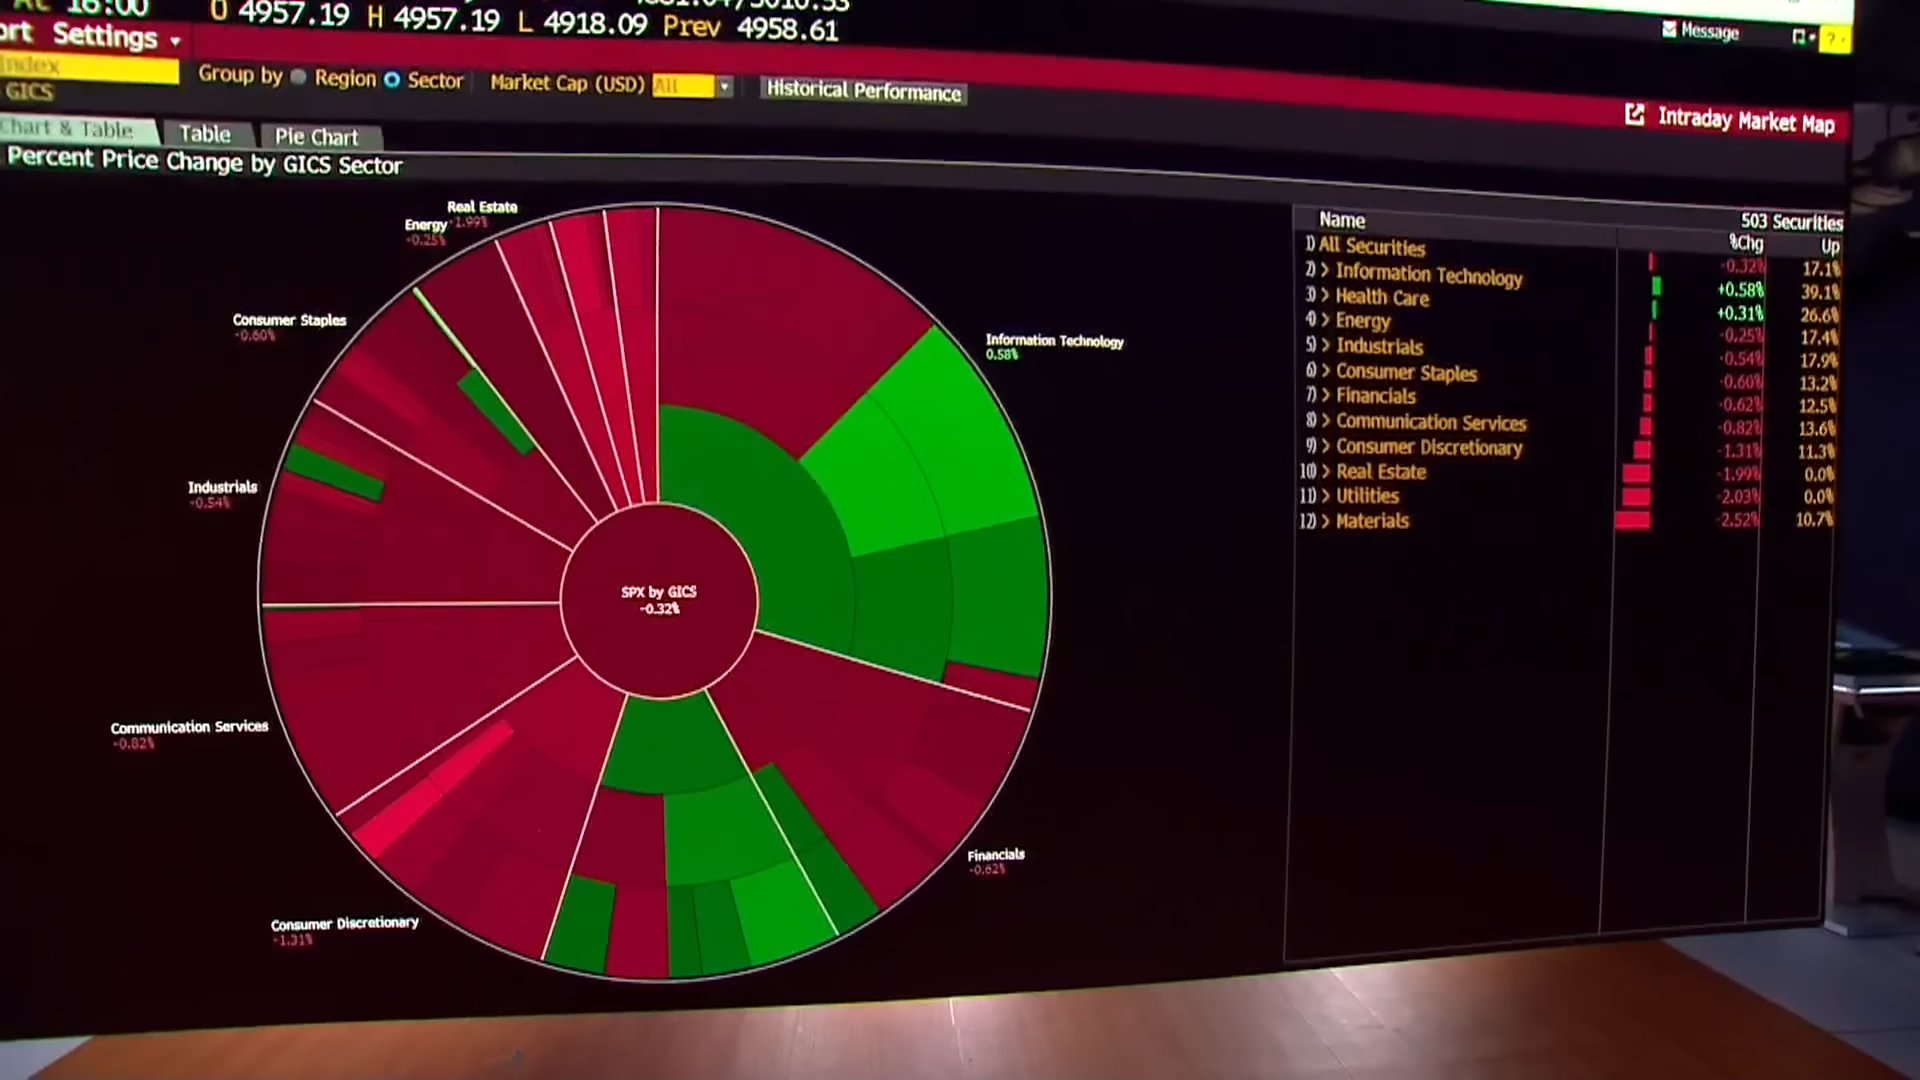 At 16:00
O 4957.19 H 4957.19 L 4918.09 Prev 4958.61
Message
?
ort Settings
Index
GICS
Group by Region Sector Market Cap (USD) All Historical Performance
Intraday Market Map
Chart & Table Table Pie Chart
Percent Price Change by GICS Sector
Real Estate
-1.99%
Energy
-0.25%
Consumer Staples
-0.60%
Information Technology
0.58%
Industrials
-0.54%
SPX by GICS
-0.32%
Communication Services
-0.82%
Financials
-0.62%
Consumer Discretionary
-1.31%
Name 503 Securities
%Chg Up
1) All Securities -0.32% 17.1%
2) > Information Technology +0.58% 39.1%
3) > Health Care +0.31% 26.6%
4) > Energy -0.25% 17.4%
5) > Industrials -0.54% 17.9%
6) > Consumer Staples -0.60% 13.2%
7) > Financials -0.62% 12.5%
8) > Communication Services -0.82% 13.6%
9) > Consumer Discretionary -1.31% 11.3%
10) > Real Estate -1.99% 0.0%
11) > Utilities -2.03% 0.0%
12) > Materials -2.52% 10.7%